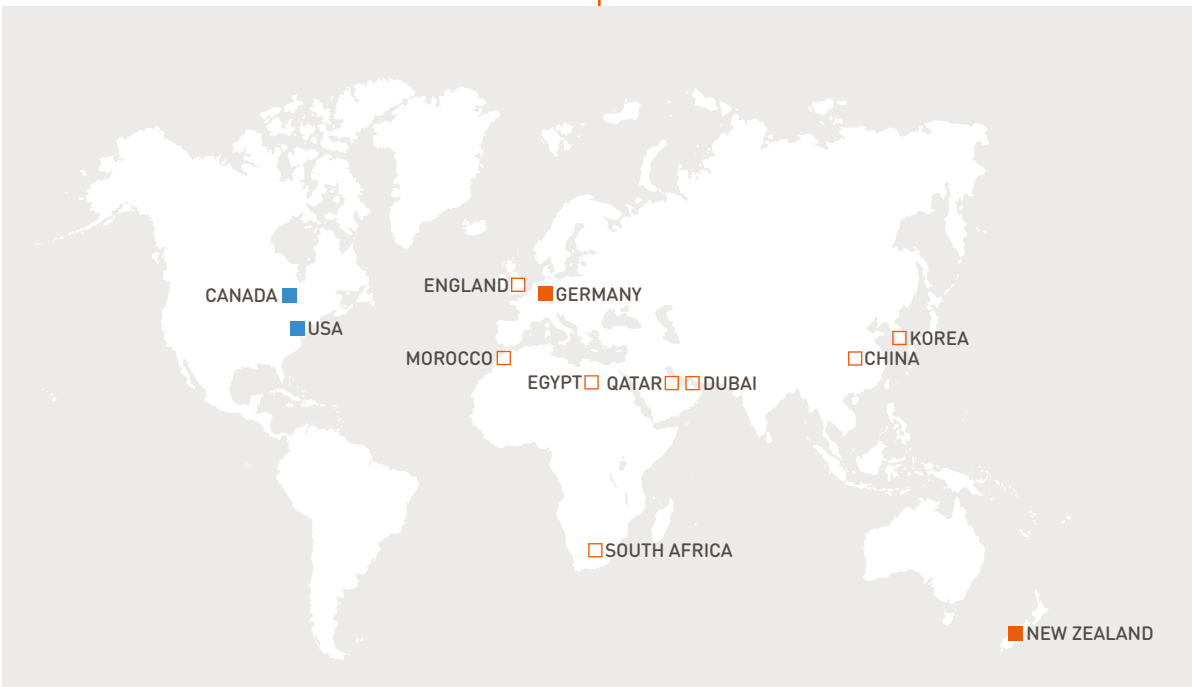 ENGLAND
GERMANY
CANADA
USA
KOREA
MOROCCO
CHINA
EGYPT
QATAR
DUBAI
SOUTH AFRICA
NEW ZEALAND